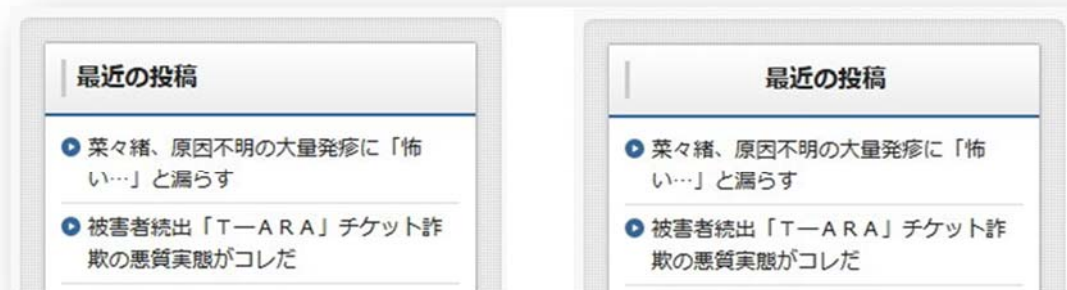 最近の投稿
菜々緒、原因不明の大量発疹に「怖
い…」と漏らす
被害者続出「Ｔ―ＡＲＡ」チケット詐
欺の悪質実態がコレだ
最近の投稿
菜々緒、原因不明の大量発疹に「怖
い…」と漏らす
被害者続出「Ｔ―ＡＲＡ」チケット詐
欺の悪質実態がコレだ